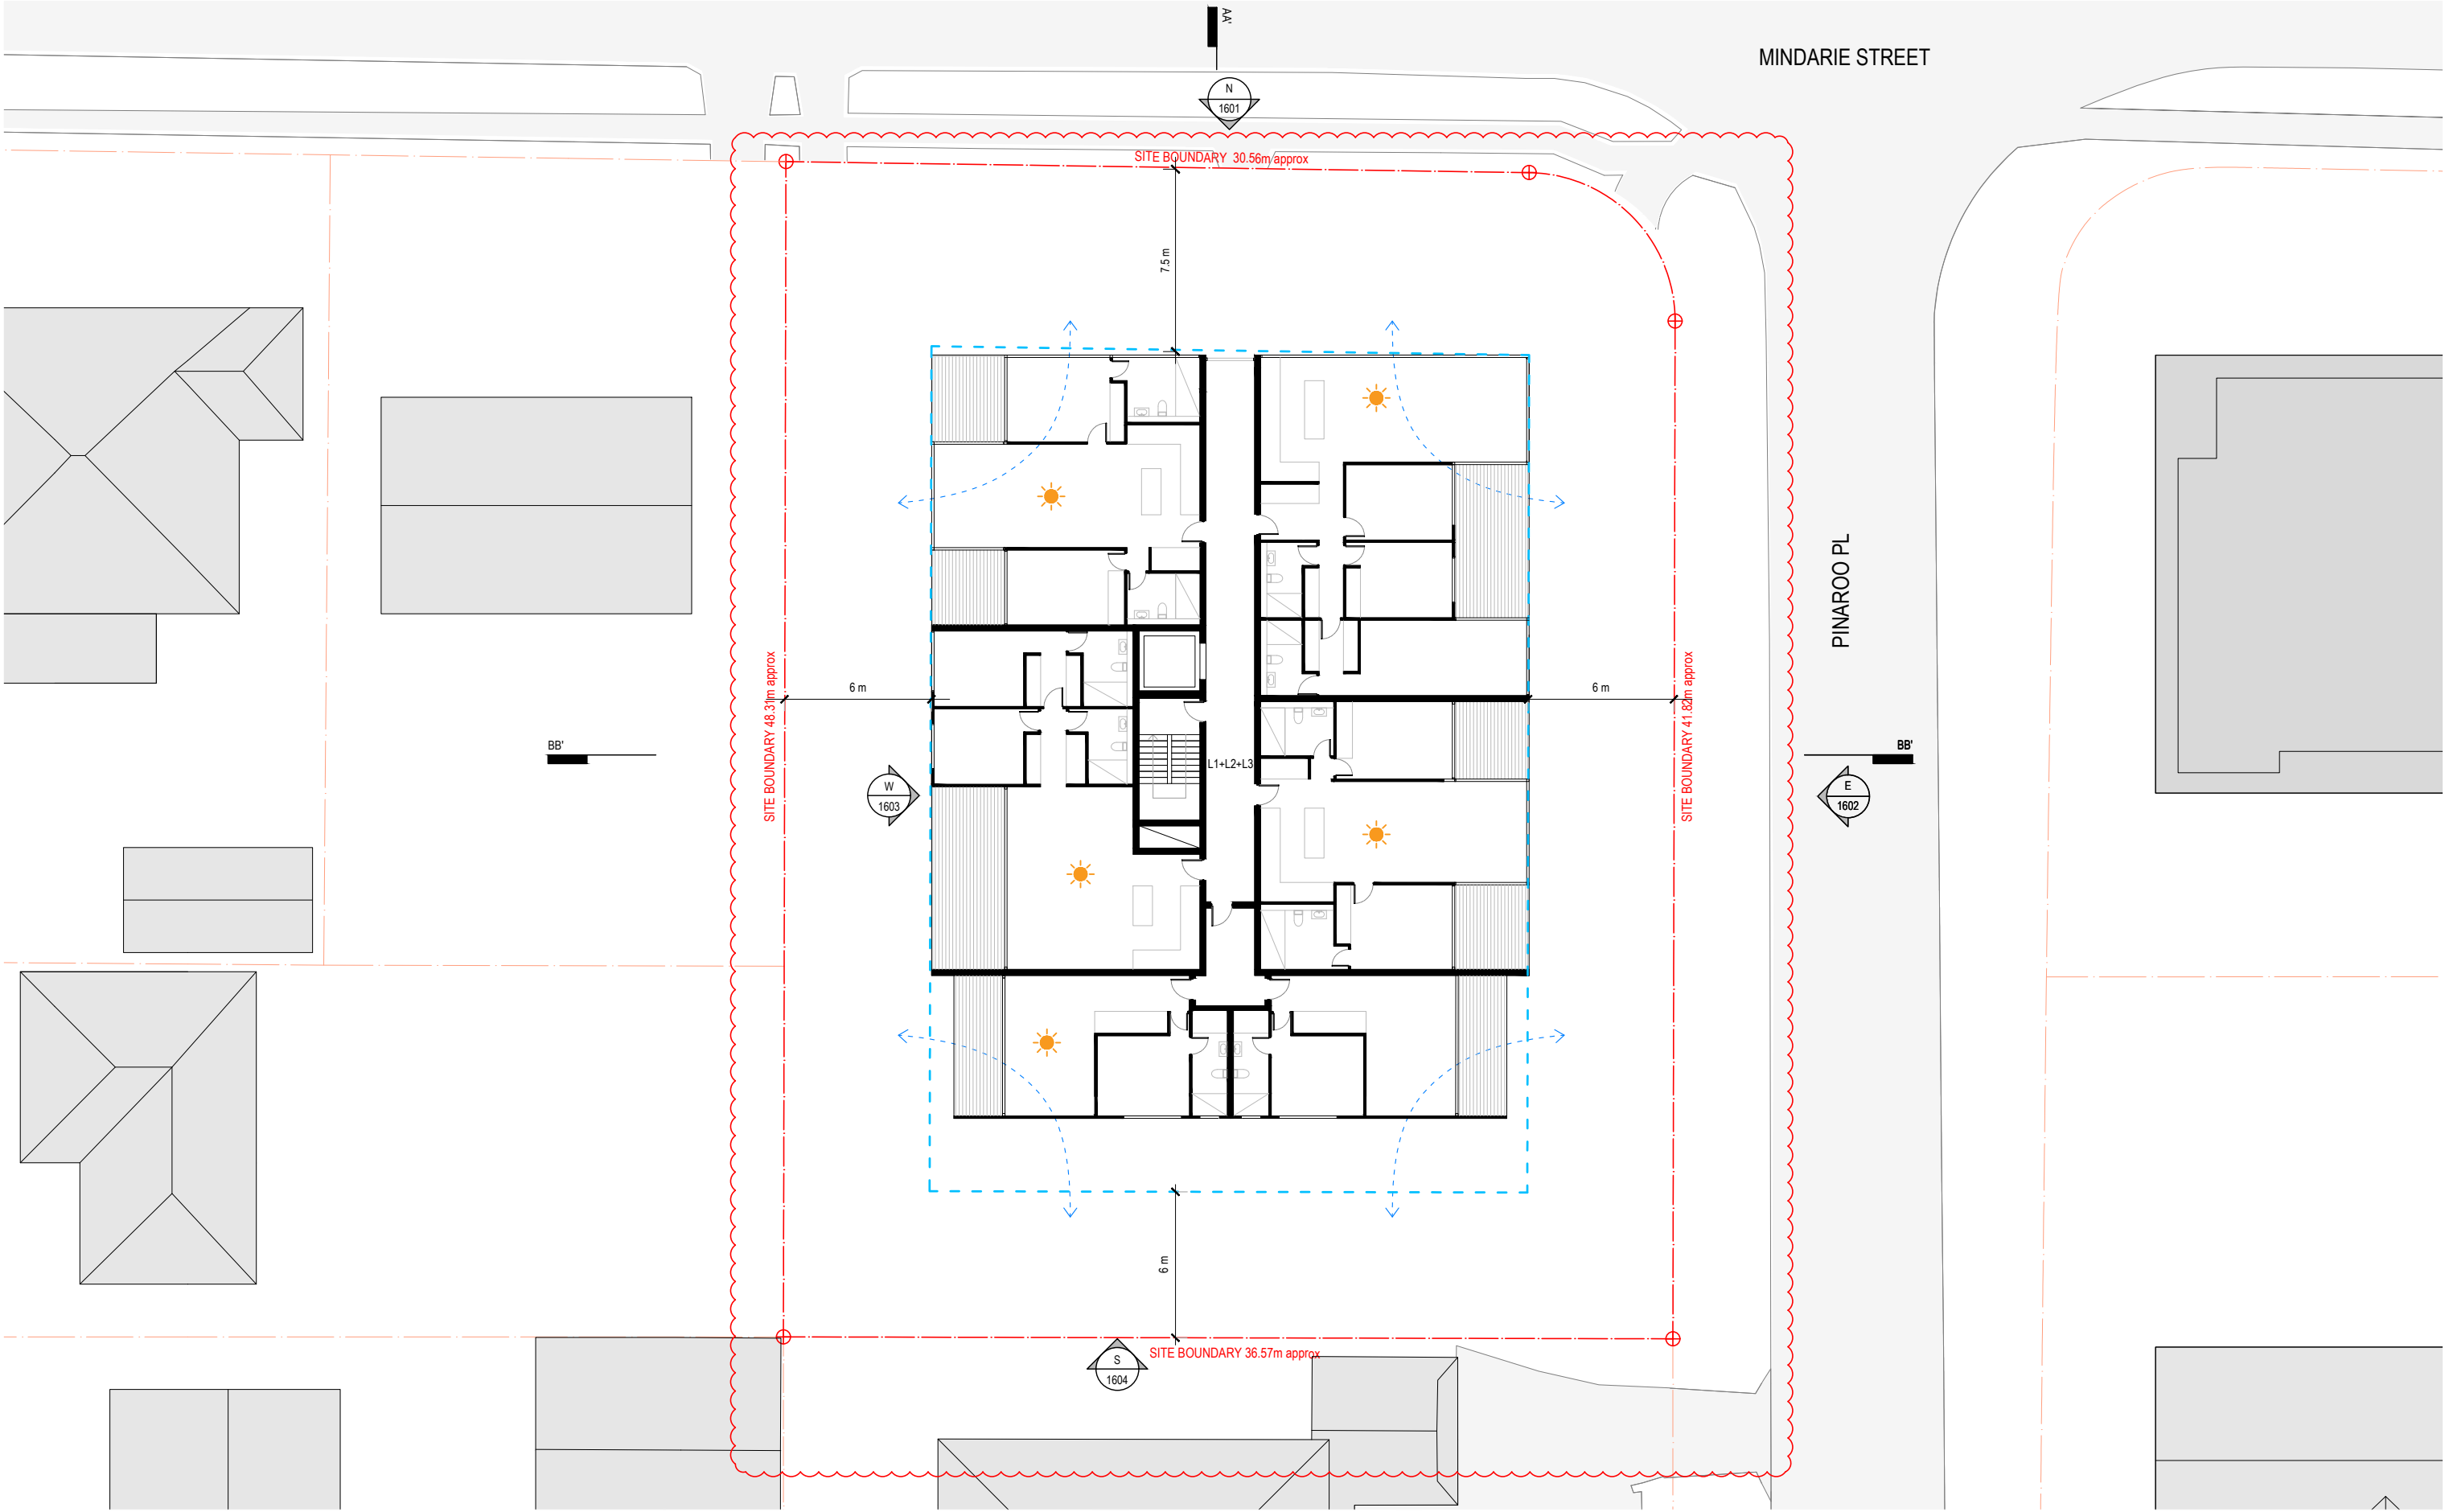 AA'
MINDARIE STREET
N
1601
SITE BOUNDARY 30.56m approx
7.5 m
PINAROO PL
SITE BOUNDARY 48.31m approx
6 m
6 m
SITE BOUNDARY 41.82m approx
BB'
BB'
L1+L2+L3
W
1603
E
1602
6 m
S
1604
SITE BOUNDARY 36.57m approx